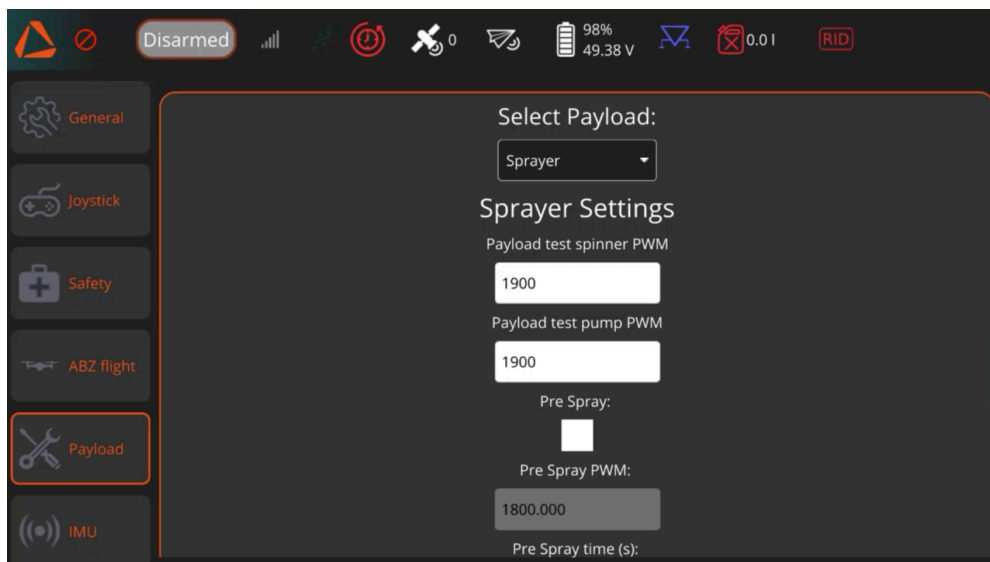 Disarmed
0
98%
49.38 V
0.0 l
RID
General
Joystick
Safety
ABZ flight
Payload
IMU
Select Payload:
Sprayer
Sprayer Settings
Payload test spinner PWM
1900
Payload test pump PWM
1900
Pre Spray:
Pre Spray PWM:
1800.000
Pre Spray time (s):